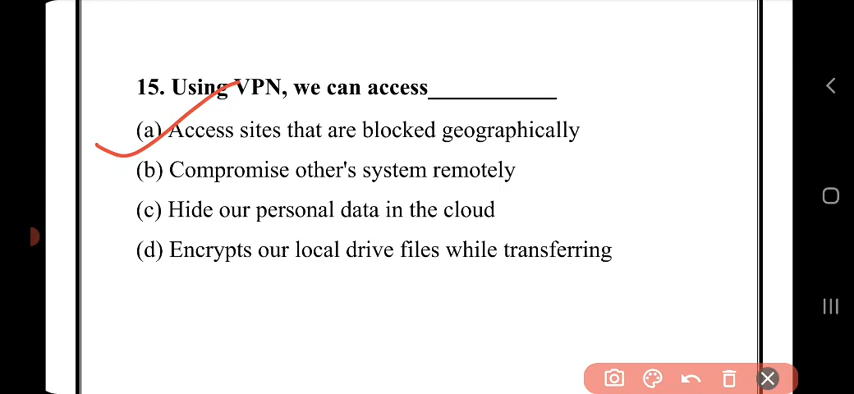 15. Using VPN, we can access____________
(a) Access sites that are blocked geographically
(b) Compromise other's system remotely
(c) Hide our personal data in the cloud
(d) Encrypts our local drive files while transferring